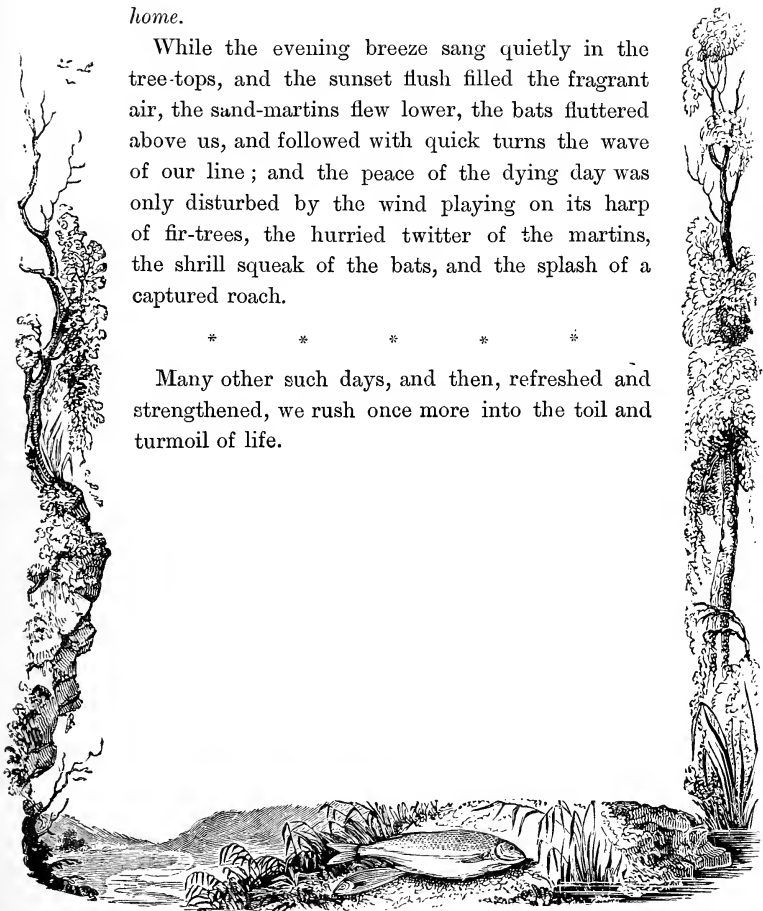 home.
While the evening breeze sang quietly in the
tree-tops, and the sunset flush filled the fragrant
air, the sand-martins flew lower, the bats fluttered
above us, and followed with quick turns the wave
of our line ; and the peace of the dying day was
only disturbed by the wind playing on its harp
of fir-trees, the hurried twitter of the martins,
the shrill squeak of the bats, and the splash of a
captured roach.
* * * * *
Many other such days, and then, refreshed and
strengthened, we rush once more into the toil and
turmoil of life.